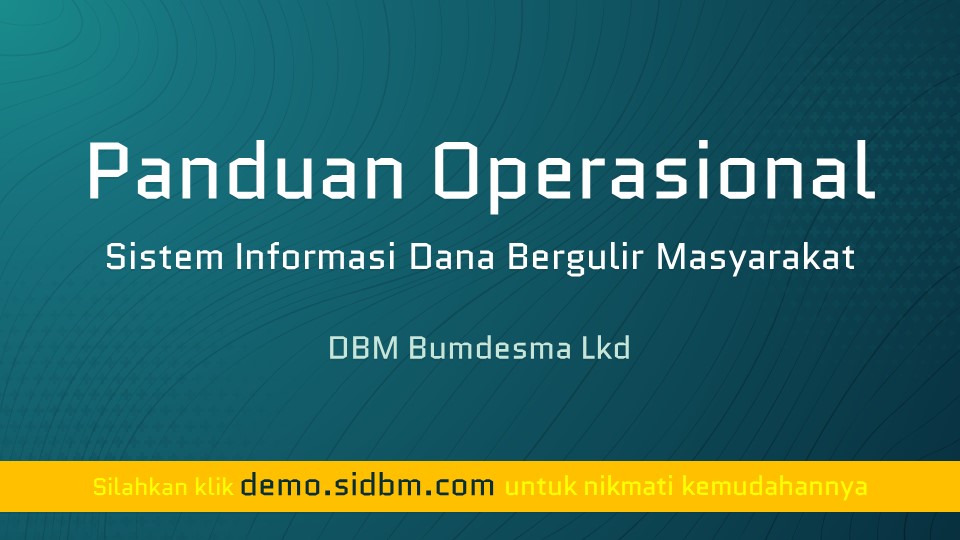 Panduan Operasional
Sistem Informasi Dana Bergulir Masyarakat
DBM Bumdesma Lkd
Silahkan klik demo.sidbm.com untuk nikmati kemudahannya